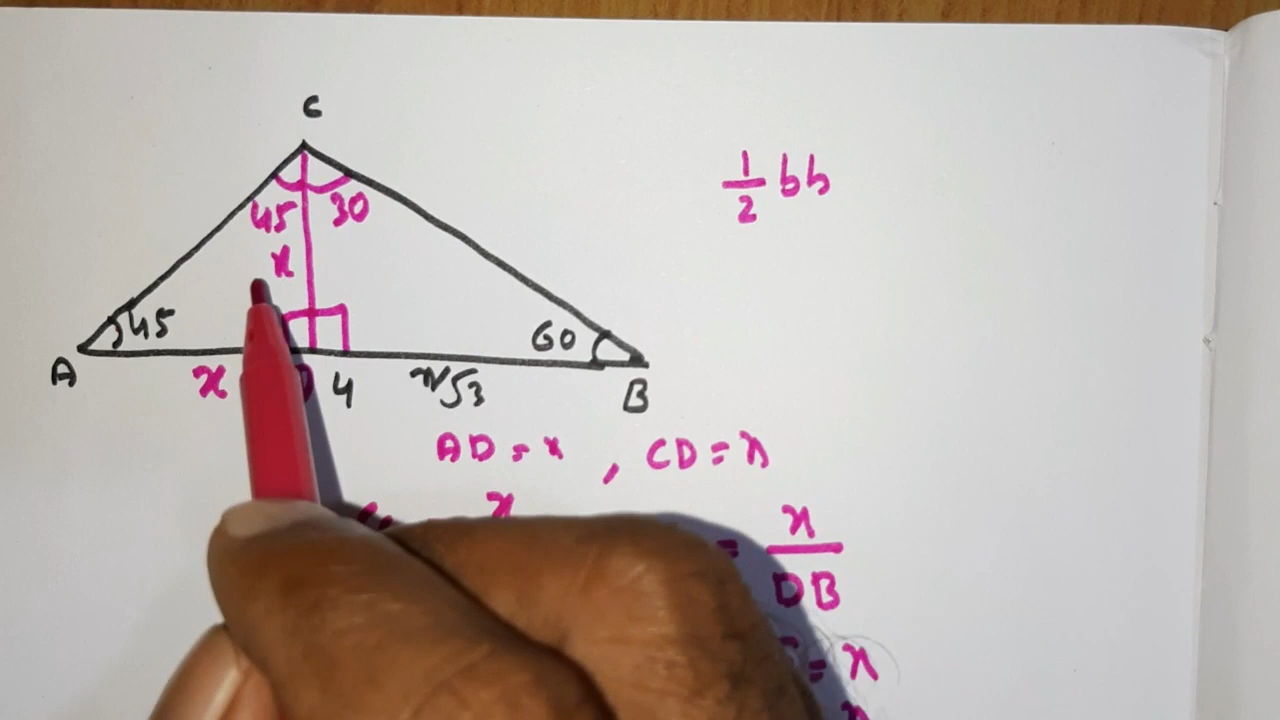 C
1/2 bh
45 30
x
45 60
A x D 4 x/√3 B
AD = x , CD = x
x = x/DB
= x